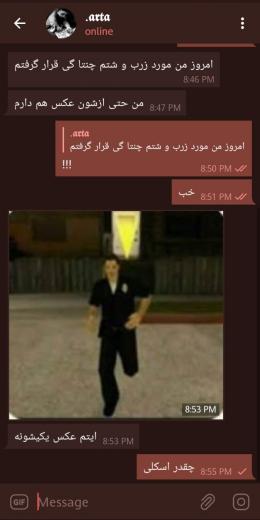 .𝖆𝖗𝖙𝖆
online
امروز من مورد زرب و شتم چنتا گی قرار گرفتم
8:46 PM
من حتی ازشون عکس هم دارم
8:47 PM
.𝖆𝖗𝖙𝖆
امروز من مورد زرب و شتم چنتا گی قرار گرفتم
!!!
8:50 PM
خب
8:51 PM
8:53 PM
اینم عکس یکیشونه
8:53 PM
چقدر اسکلی
8:55 PM
GIF
Message